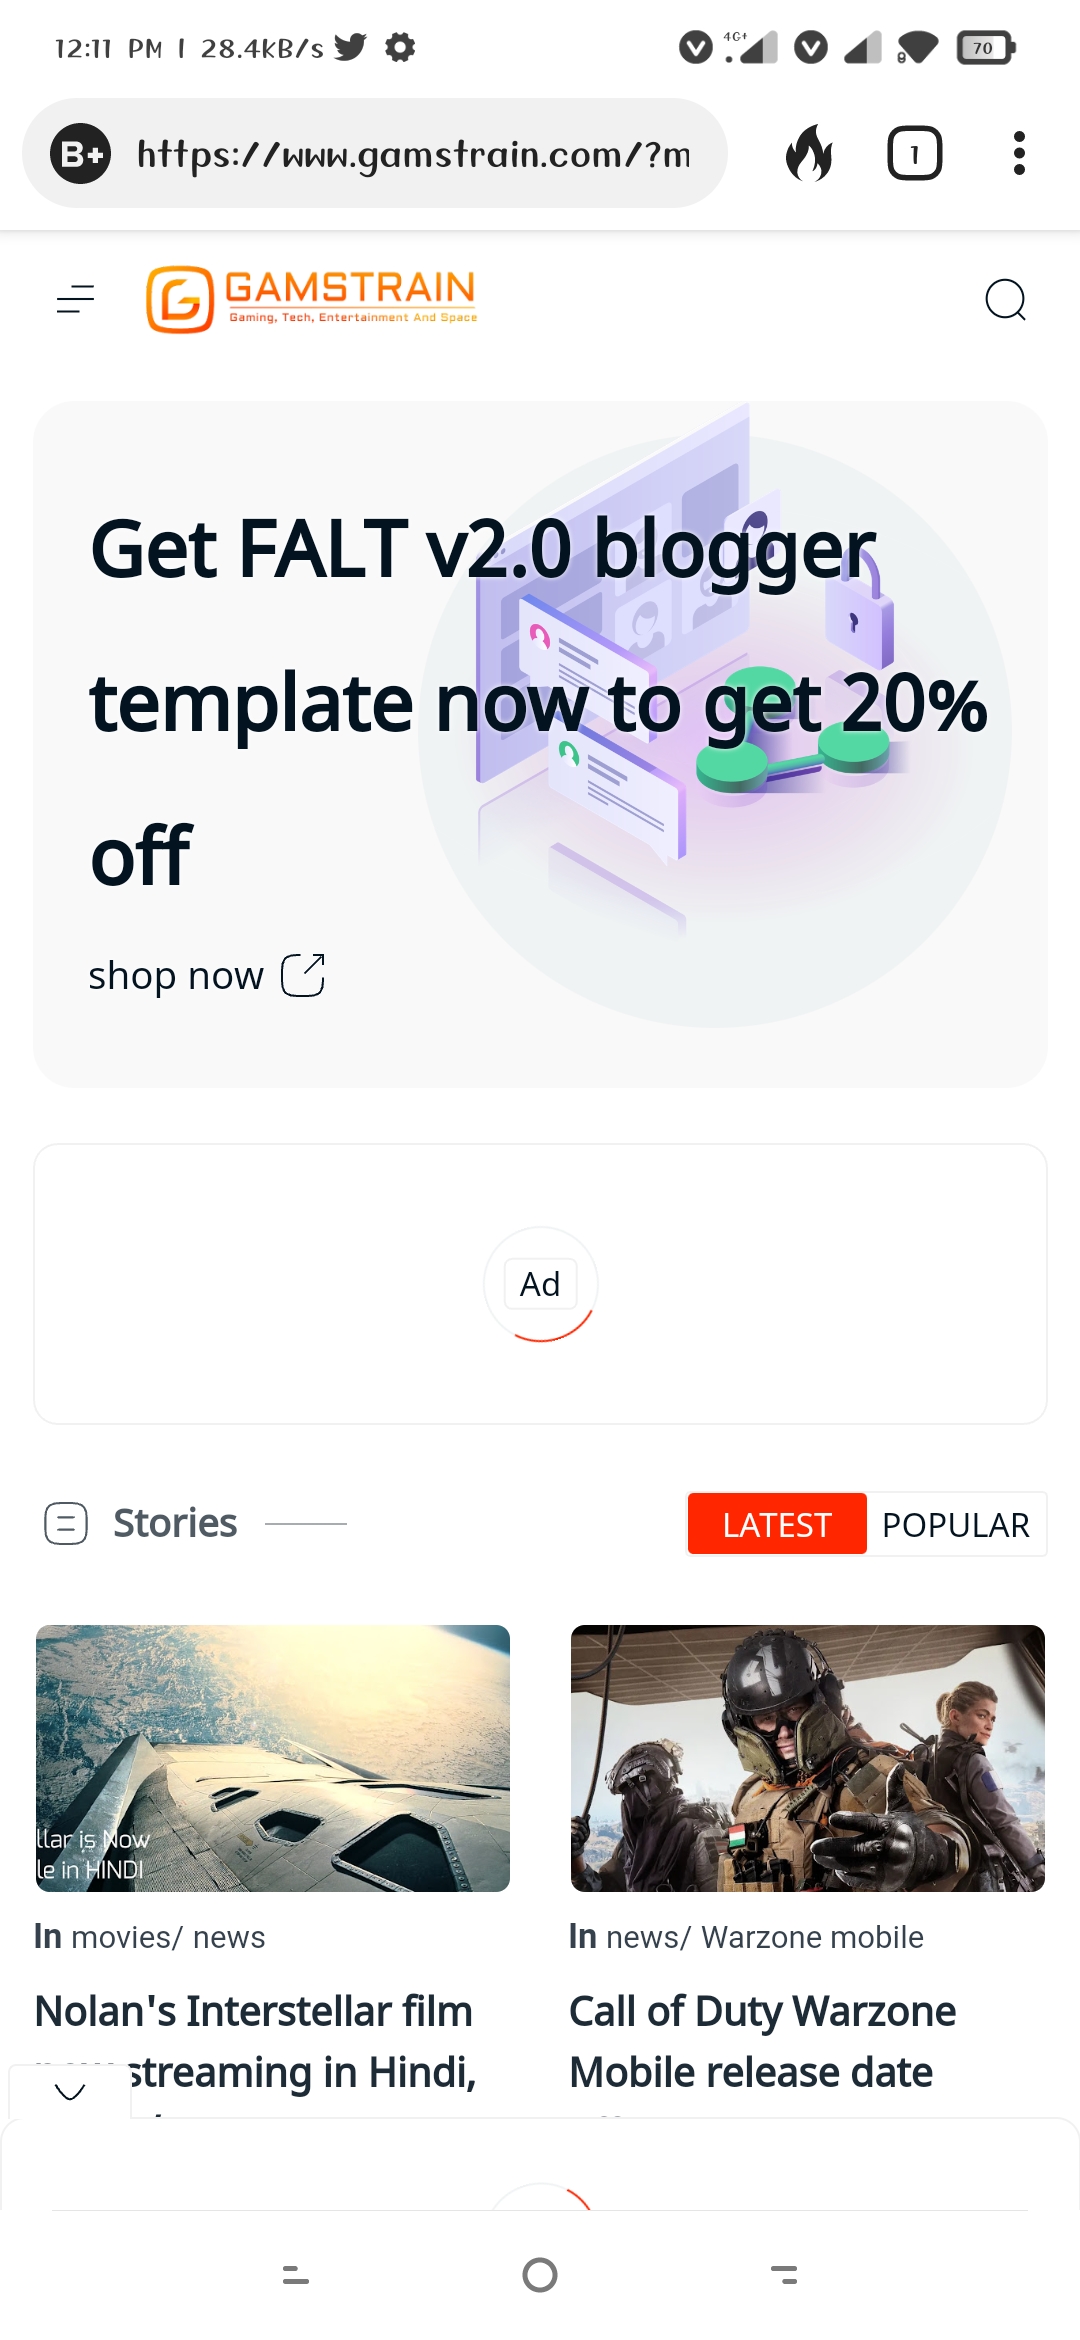 12:11 PM | 28.4kB/s
4G+
70
B+ https://www.gamstrain.com/?m
1
GAMSTRAIN
Gaming, Tech, Entertainment And Space
Get FALT v2.0 blogger
template now to get 20%
off
shop now
Ad
Stories
LATEST POPULAR
llar is Now
le in HINDI
In movies/ news
Nolan's Interstellar film
streaming in Hindi,
In news/ Warzone mobile
Call of Duty Warzone
Mobile release date